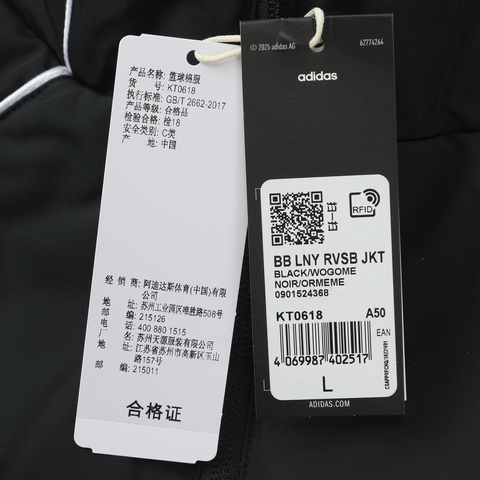 产品名称: 篮球棉服
货 号: KT0618
执行标准: GB/T 2662-2017
产品等级: 合格品
检验合格: 检18
安全类别: C类
产 地: 中国
经 销 商: 阿迪达斯体育(中国)有限
公司
地 址: 苏州工业园区唯胜路508号
邮 编: 215126
电 话: 400 880 1515
厂 名: 苏州天源服装有限公司
地 址: 江苏省苏州市高新区玉山
路157号
邮 编: 215011
合格证
© 2025 adidas AG 62774264
adidas
RFID
BB LNY RVSB JKT
BLACK/WOGOME
NOIR/ORMEME
0901524368
KT0618 A50
EAN
4 069987 402517
L
ADIDAS.COM